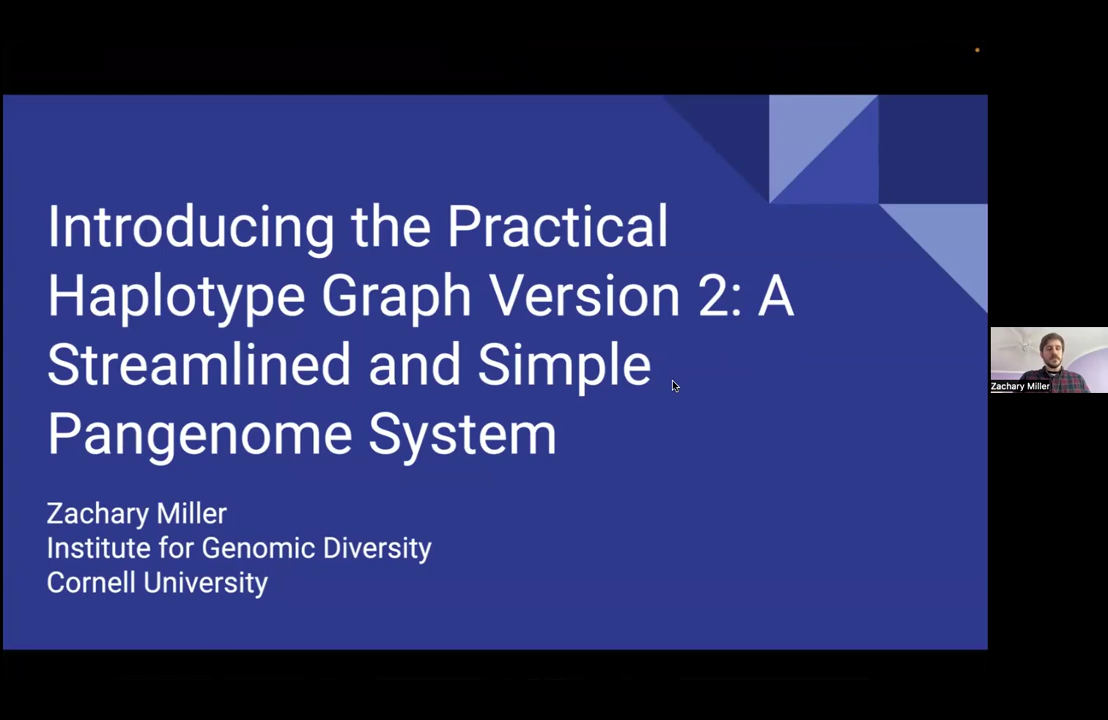 Introducing the Practical
Haplotype Graph Version 2: A
Streamlined and Simple
Pangenome System
Zachary Miller
Institute for Genomic Diversity
Cornell University
Zachary Miller